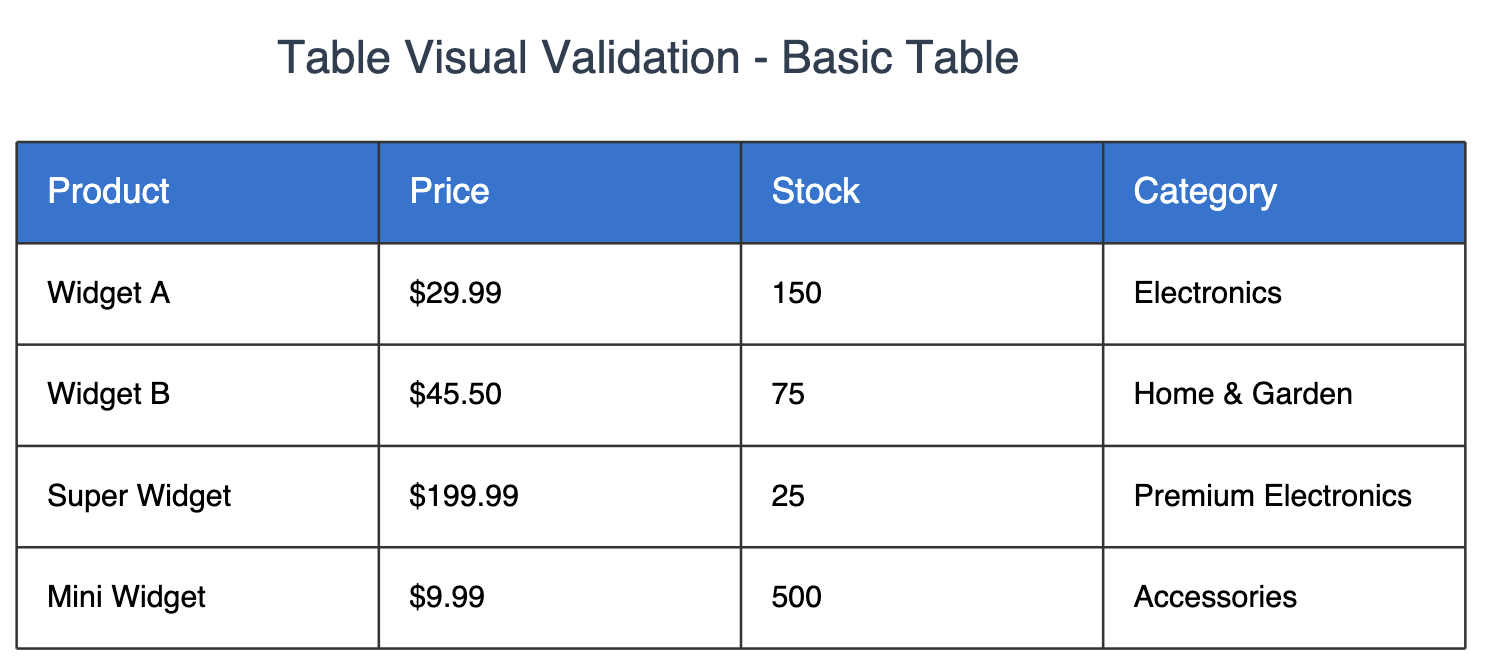 Table Visual Validation - Basic Table
Product Price Stock Category
Widget A $29.99 150 Electronics
Widget B $45.50 75 Home & Garden
Super Widget $199.99 25 Premium Electronics
Mini Widget $9.99 500 Accessories